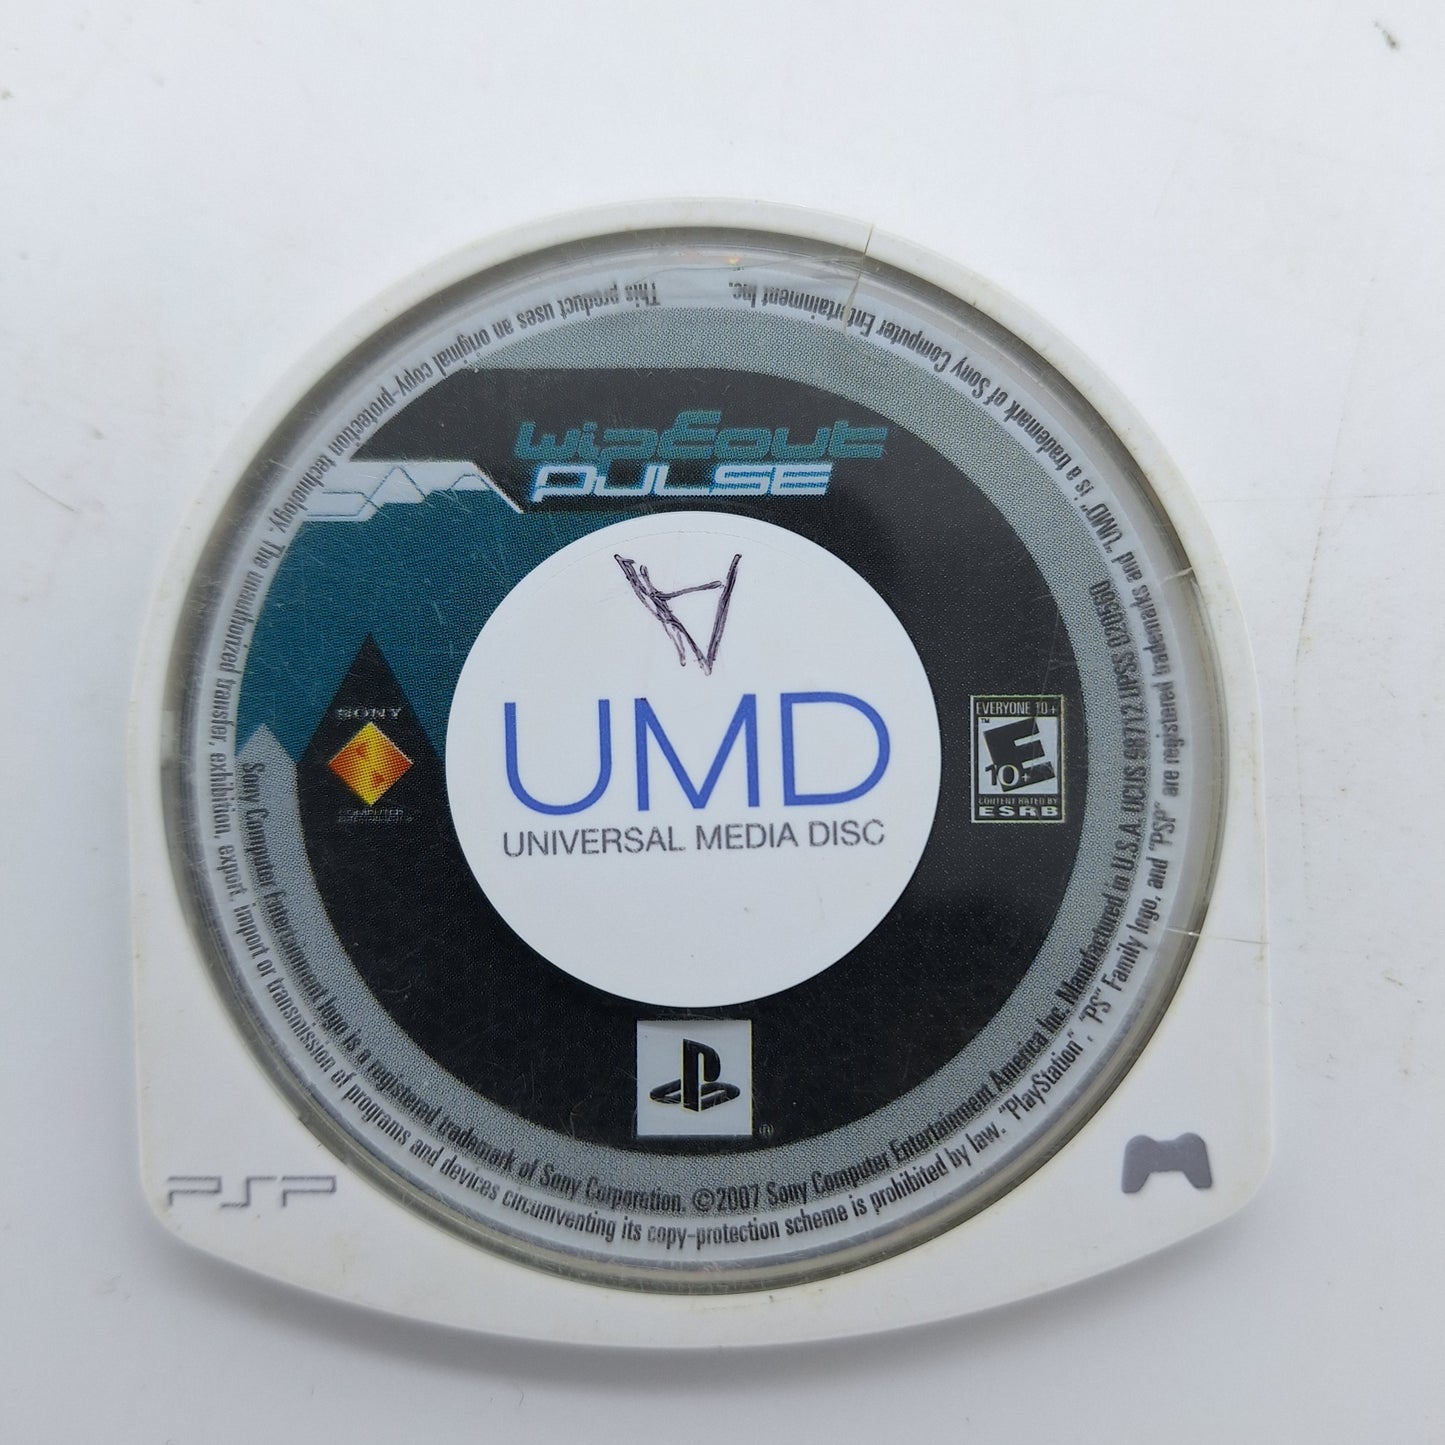 wipEout
PULSE
A
UMD
UNIVERSAL MEDIA DISC
SONY
COMPUTER
EVERYONE 10+
™
E
10+
CONTENT RATED BY
ESRB
®
PSP
This product uses an original copy-protection technology. The unauthorized transfer, exhibition, export, import or transmission of programs and devices circumventing its copy-protection scheme is prohibited by law. "PlayStation", "PS" Family logo, and "PSP" are registered trademarks and "UMD" is a trademark of Sony Computer Entertainment Inc.
Sony Computer Entertainment logo is a registered trademark of Sony Corporation. ©2007 Sony Computer Entertainment America Inc. Manufactured in U.S.A. UCUS 98712 UPSS